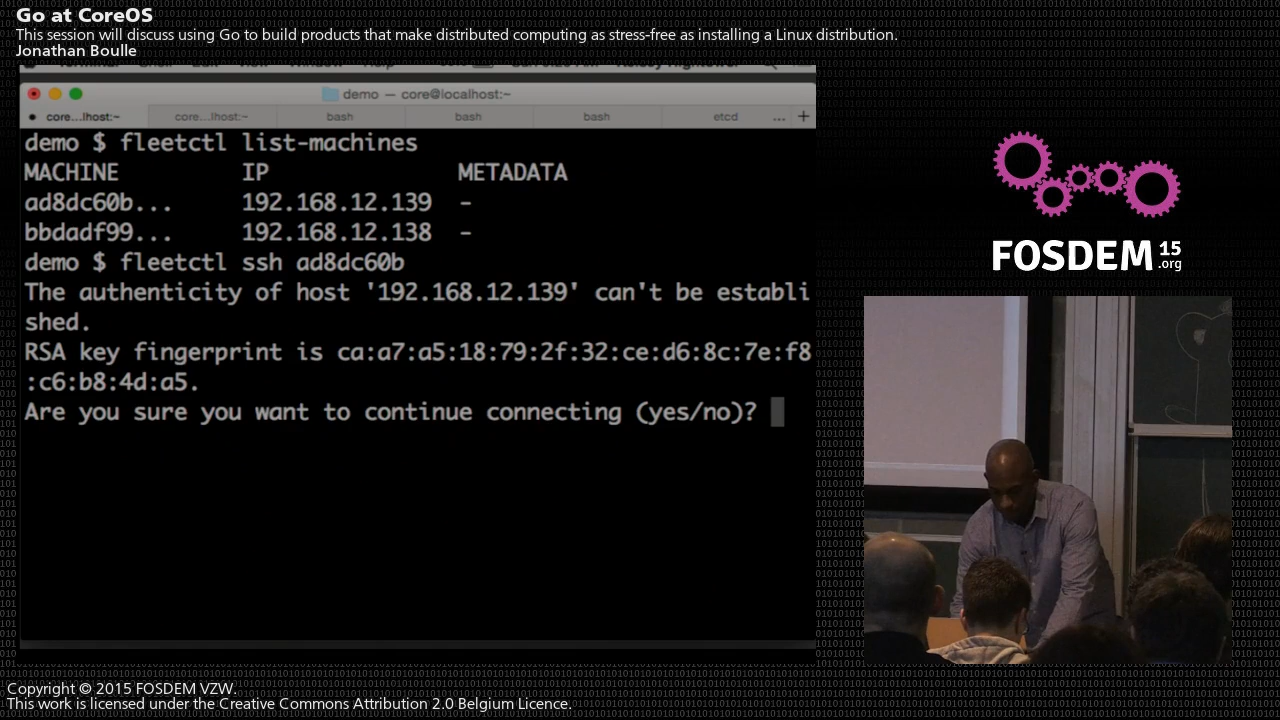 Go at CoreOS
This session will discuss using Go to build products that make distributed computing as stress-free as installing a Linux distribution.
Jonathan Boulle
demo — core@localhost:~
core...lhost:~ core...lhost:~ bash bash bash etcd ... +
demo $ fleetctl list-machines
MACHINE IP METADATA
ad8dc60b... 192.168.12.139 -
bbdadf99... 192.168.12.138 -
demo $ fleetctl ssh ad8dc60b
The authenticity of host '192.168.12.139' can't be establi
shed.
RSA key fingerprint is ca:a7:a5:18:79:2f:32:ce:d6:8c:7e:f8
:c6:b8:4d:a5.
Are you sure you want to continue connecting (yes/no)?
FOSDEM 15
.org
Copyright © 2015 FOSDEM VZW.
This work is licensed under the Creative Commons Attribution 2.0 Belgium Licence.